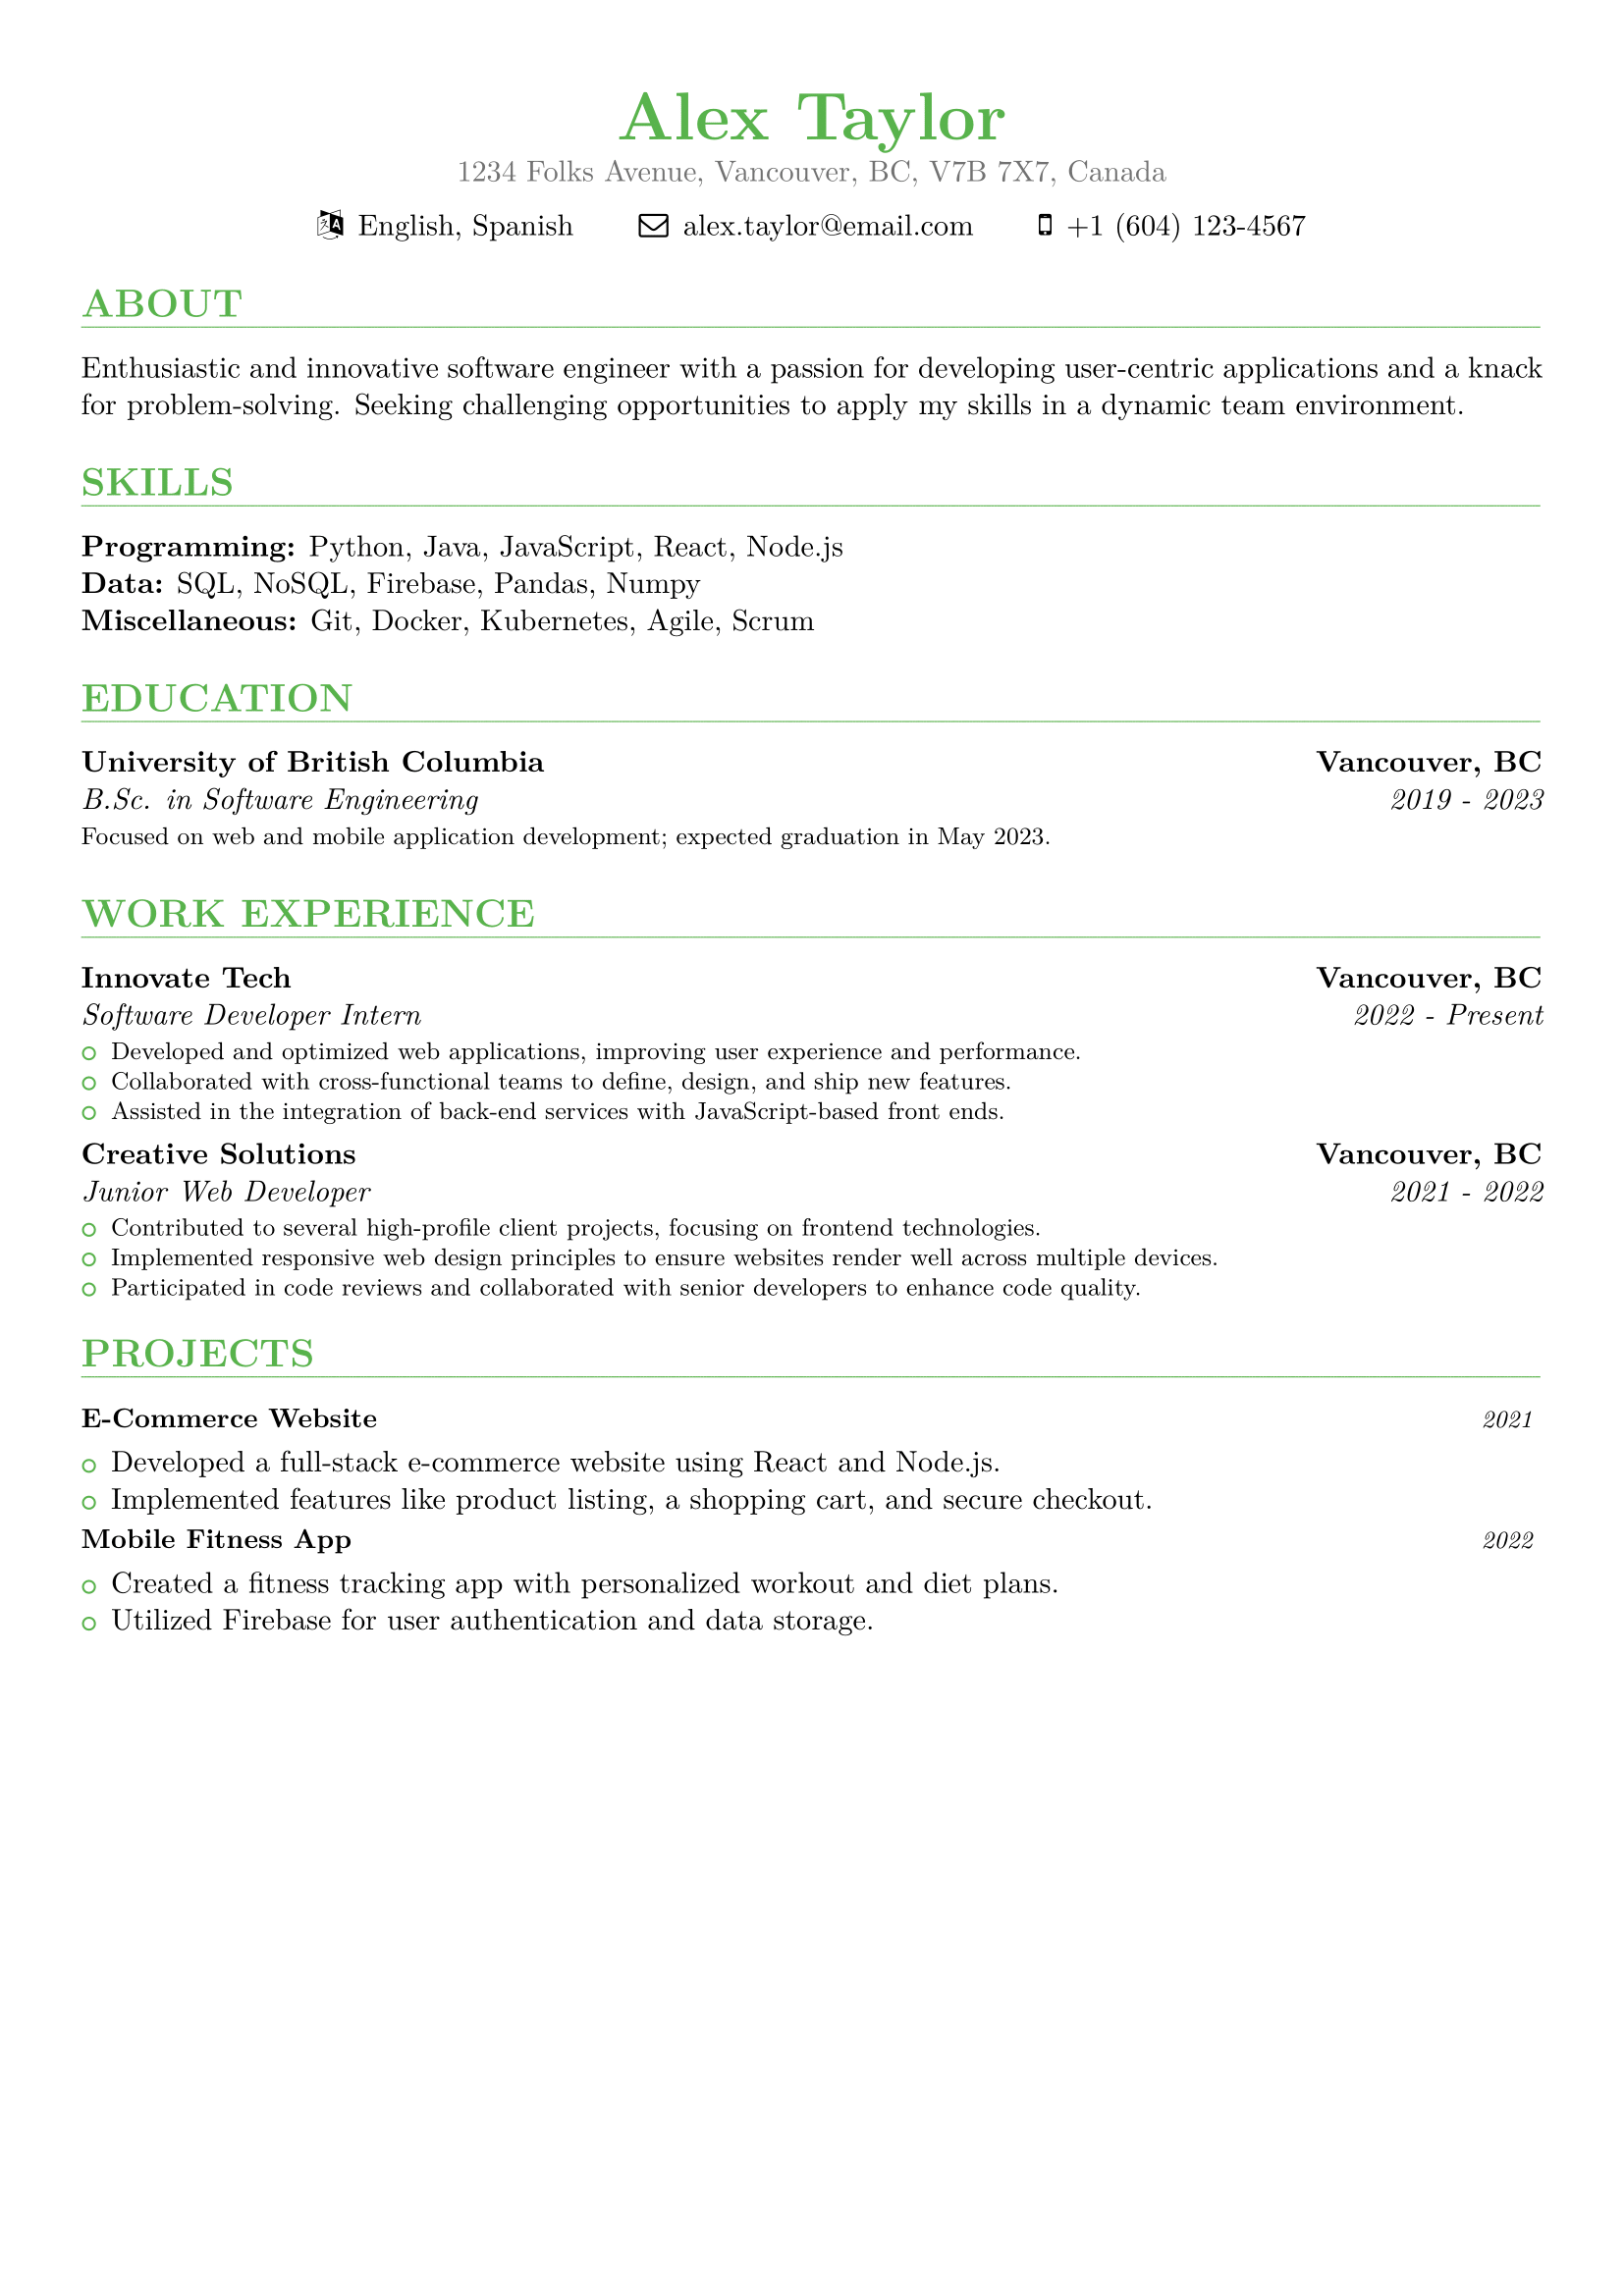 Alex Taylor
1234 Folks Avenue, Vancouver, BC, V7B 7X7, Canada
English, Spanish alex.taylor@email.com +1 (604) 123-4567
ABOUT
Enthusiastic and innovative software engineer with a passion for developing user-centric applications and a knack
for problem-solving. Seeking challenging opportunities to apply my skills in a dynamic team environment.
SKILLS
Programming: Python, Java, JavaScript, React, Node.js
Data: SQL, NoSQL, Firebase, Pandas, Numpy
Miscellaneous: Git, Docker, Kubernetes, Agile, Scrum
EDUCATION
University of British Columbia Vancouver, BC
B.Sc. in Software Engineering 2019 - 2023
Focused on web and mobile application development; expected graduation in May 2023.
WORK EXPERIENCE
Innovate Tech Vancouver, BC
Software Developer Intern 2022 - Present
Developed and optimized web applications, improving user experience and performance.
Collaborated with cross-functional teams to define, design, and ship new features.
Assisted in the integration of back-end services with JavaScript-based front ends.
Creative Solutions Vancouver, BC
Junior Web Developer 2021 - 2022
Contributed to several high-profile client projects, focusing on frontend technologies.
Implemented responsive web design principles to ensure websites render well across multiple devices.
Participated in code reviews and collaborated with senior developers to enhance code quality.
PROJECTS
E-Commerce Website 2021
Developed a full-stack e-commerce website using React and Node.js.
Implemented features like product listing, a shopping cart, and secure checkout.
Mobile Fitness App 2022
Created a fitness tracking app with personalized workout and diet plans.
Utilized Firebase for user authentication and data storage.